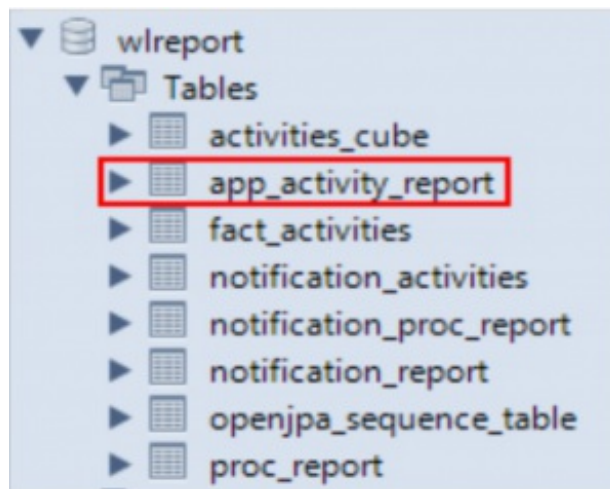 wlreport
Tables
activities_cube
app_activity_report
fact_activities
notification_activities
notification_proc_report
notification_report
openjpa_sequence_table
proc_report